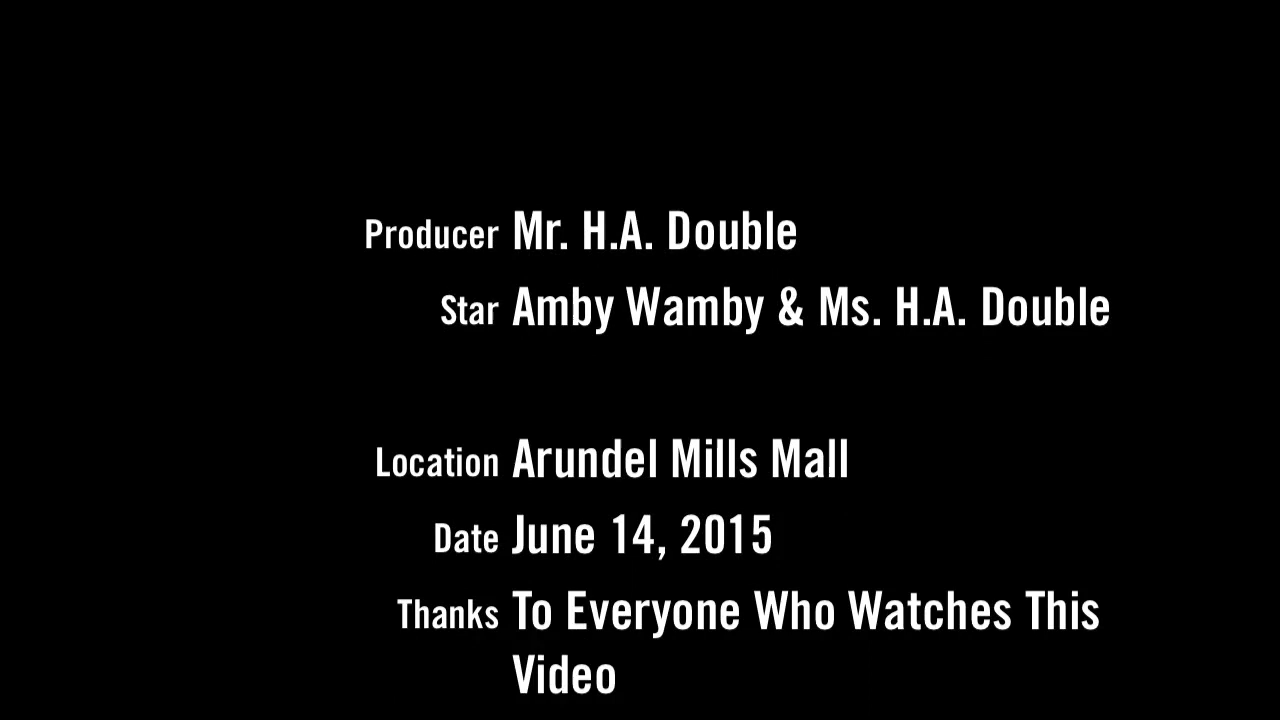 Producer Mr. H.A. Double
Star Amby Wamby & Ms. H.A. Double
Location Arundel Mills Mall
Date June 14, 2015
Thanks To Everyone Who Watches This
Video